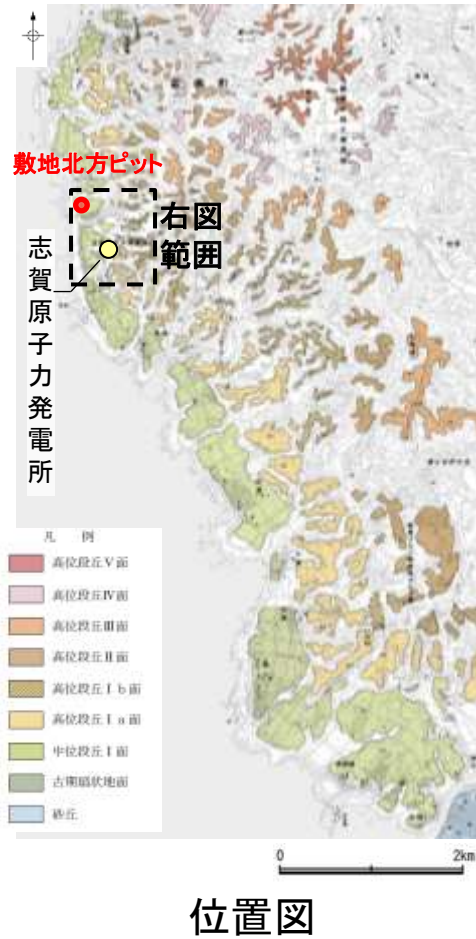 敷地北方ピット
右図
範囲
志賀原子力発電所
凡 例
高位段丘Ⅴ面
高位段丘Ⅳ面
高位段丘Ⅲ面
高位段丘Ⅱ面
高位段丘Ⅰb面
高位段丘Ⅰa面
中位段丘Ⅰ面
古期扇状地面
砂丘
0 2km
位置図